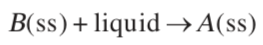 B(ss) + liquid → A(ss)